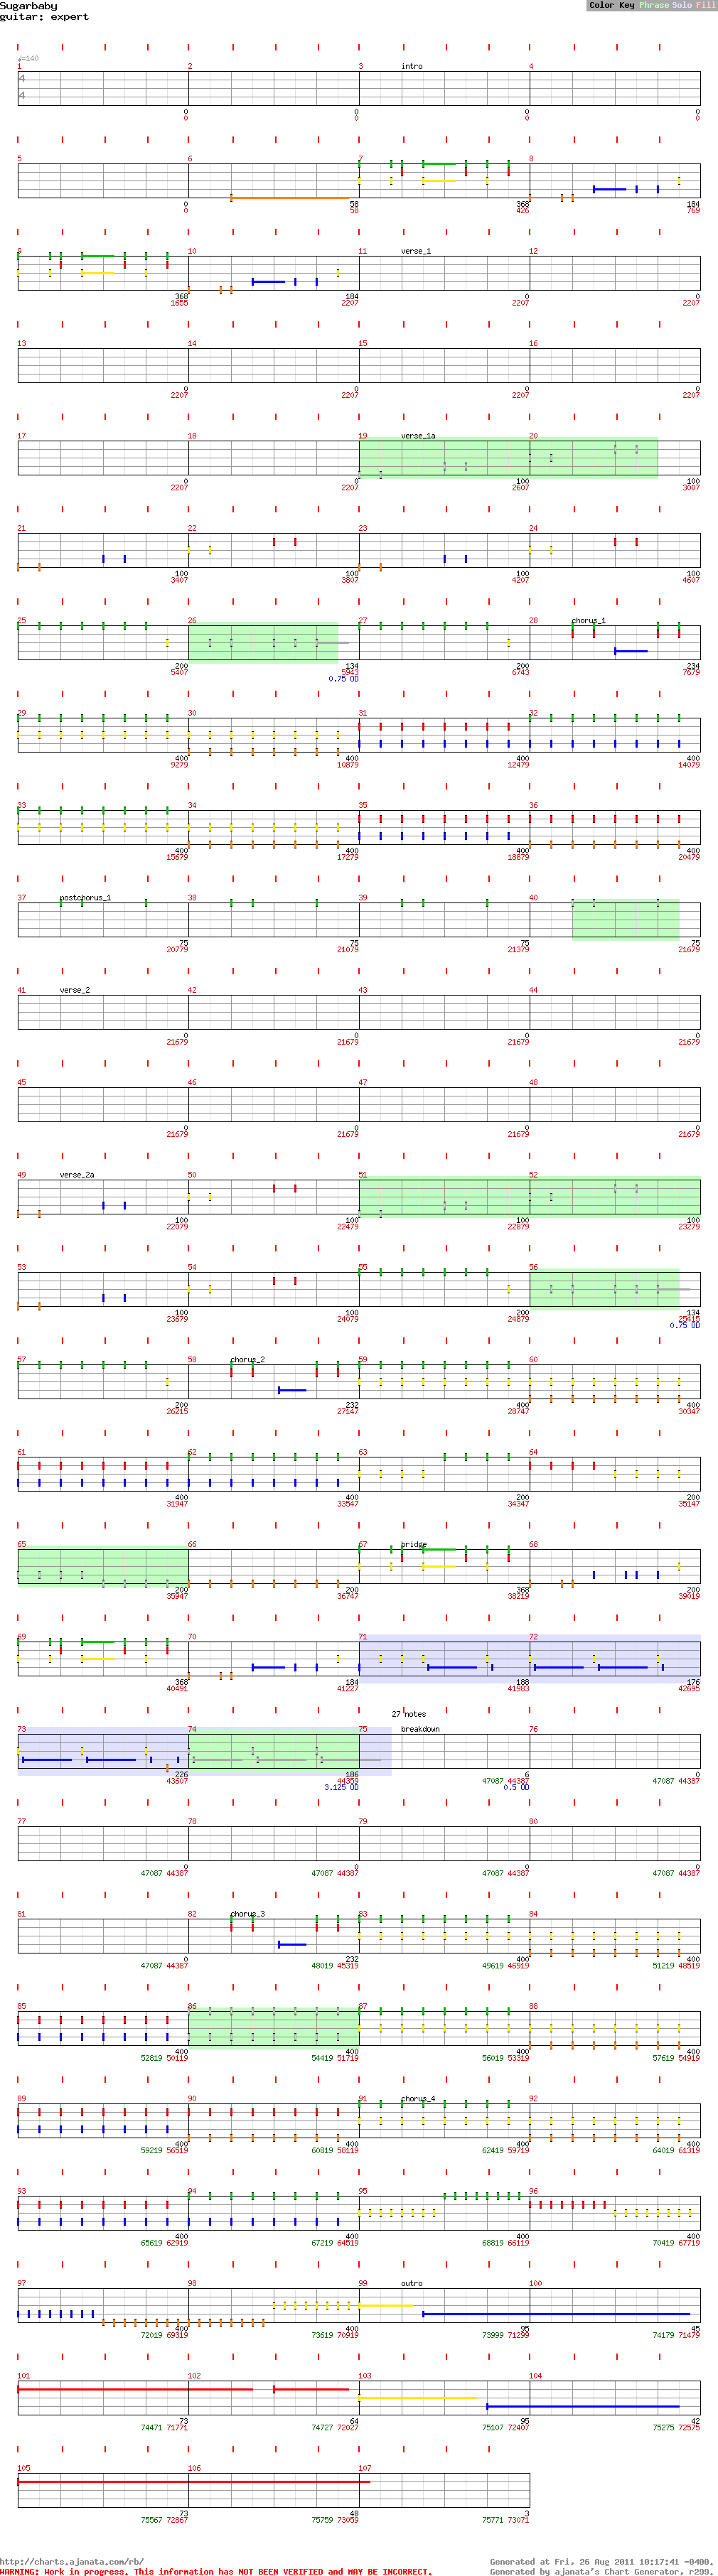 Sugarbaby
Color Key Phrase Solo Fill
guitar: expert
♩=140
1 2 3 intro 4
4
4
0 0 0 0
0 0 0 0
5 6 7 8
0 58 368 184
0 58 426 769
9 10 11 verse_1 12
368 184 0 0
1655 2207 2207 2207
13 14 15 16
0 0 0 0
2207 2207 2207 2207
17 18 19 verse_1a 20
0 0 100 100
2207 2207 2607 3007
21 22 23 24
100 100 100 100
3407 3807 4207 4607
25 26 27 28 chorus_1
200 134 200 234
5407 5943 6743 7679
0.75 OD
29 30 31 32
400 400 400 400
9279 10879 12479 14079
33 34 35 36
400 400 400 400
15679 17279 18879 20479
37 postchorus_1 38 39 40
75 75 75 75
20779 21079 21379 21679
41 verse_2 42 43 44
0 0 0 0
21679 21679 21679 21679
45 46 47 48
0 0 0 0
21679 21679 21679 21679
49 verse_2a 50 51 52
100 100 100 100
22079 22479 22879 23279
53 54 55 56
100 100 200 134
23679 24079 24879 25415
0.75 OD
57 58 chorus_2 59 60
200 232 400 400
26215 27147 28747 30347
61 62 63 64
400 400 200 200
31947 33547 34347 35147
65 66 67 bridge 68
200 200 368 200
35947 36747 38219 39019
69 70 71 72
368 184 188 176
40491 41227 41983 42695
27 notes
73 74 75 breakdown 76
226 186 6 0
43607 44359 47087 44387 47087 44387
3.125 OD 0.5 OD
77 78 79 80
0 0 0 0
47087 44387 47087 44387 47087 44387 47087 44387
81 82 chorus_3 83 84
0 232 400 400
47087 44387 48019 45319 49619 46919 51219 48519
85 86 87 88
400 400 400 400
52819 50119 54419 51719 56019 53319 57619 54919
89 90 91 chorus_4 92
400 400 400 400
59219 56519 60819 58119 62419 59719 64019 61319
93 94 95 96
400 400 400 400
65619 62919 67219 64519 68819 66119 70419 67719
97 98 99 outro 100
400 400 95 45
72019 69319 73619 70919 73999 71299 74179 71479
101 102 103 104
73 64 95 42
74471 71771 74727 72027 75107 72407 75275 72575
105 106 107
73 48 3
75567 72867 75759 73059 75771 73071
http://charts.ajanata.com/rb/
Generated at Fri, 26 Aug 2011 10:17:41 -0400.
WARNING: Work in progress. This information has NOT BEEN VERIFIED and MAY BE INCORRECT.
Generated by ajanata's Chart Generator, r299.